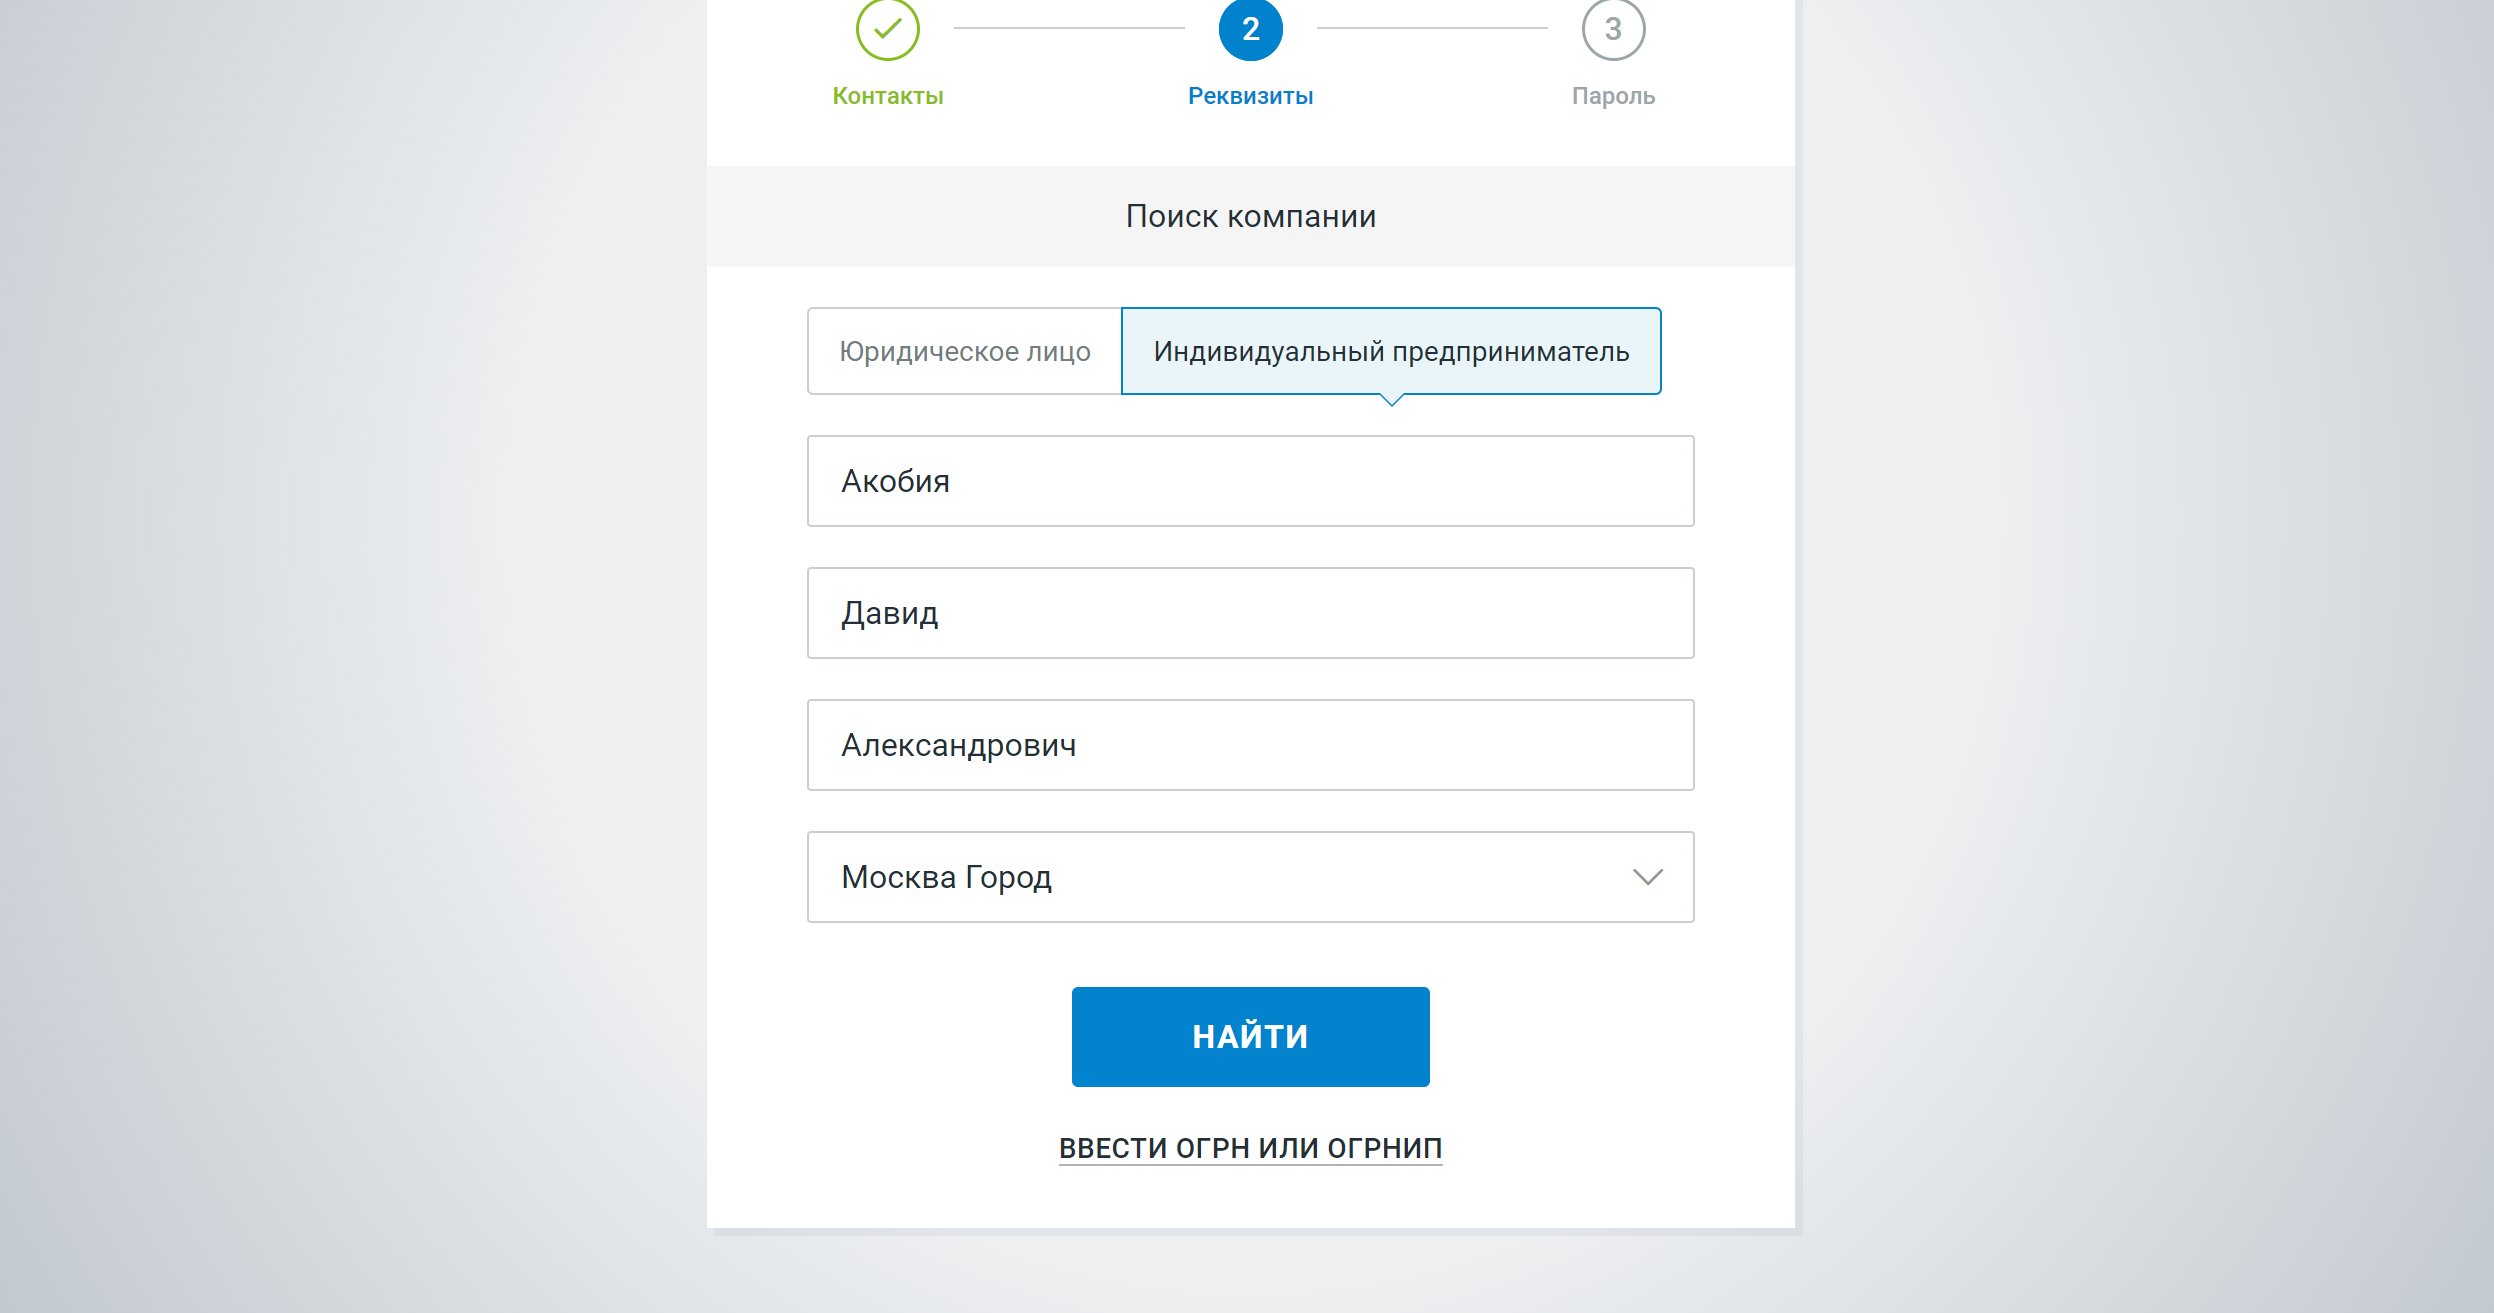 2
3
Контакты
Реквизиты
Пароль
Поиск компании
Юридическое лицо
Индивидуальный предприниматель
Акобия
Давид
Александрович
Москва Город
НАЙТИ
ВВЕСТИ ОГРН ИЛИ ОГРНИП